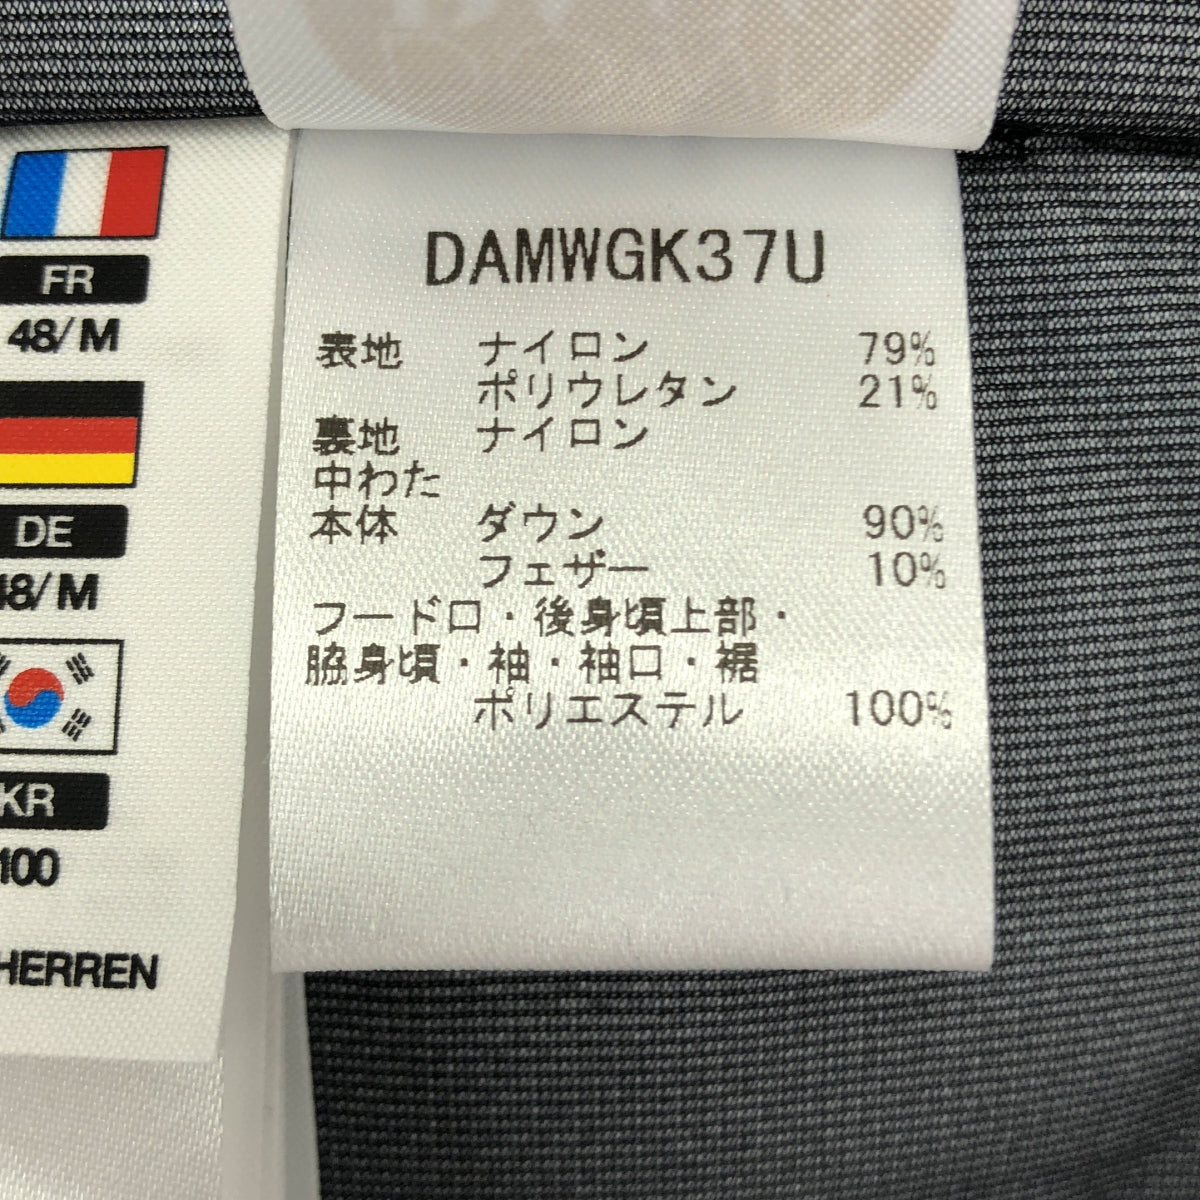 FR
48/M
DE
48/M
KR
100
HERREN
DAMWGK37U
表地 ナイロン 79%
ポリウレタン 21%
裏地 ナイロン
中わた
本体 ダウン 90%
フェザー 10%
フード口・後身頃上部・
脇身頃・袖・袖口・裾
ポリエステル 100%